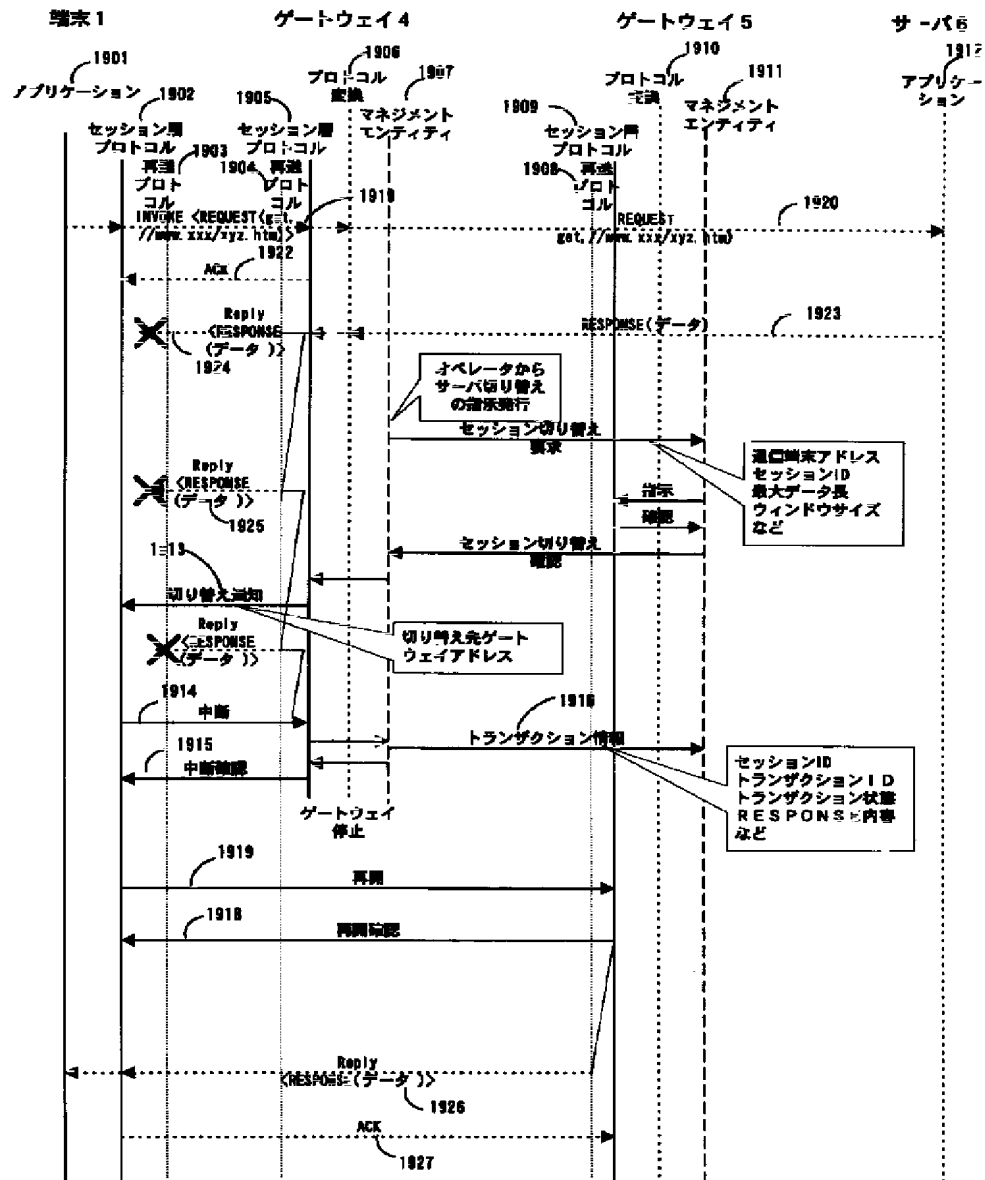 端末1
ゲートウェイ4
ゲートウェイ5
サーバ6
1901
アプリケーション
1902
セッション層
プロトコル
1903
再送
プロト
コル
1905
セッション層
プロトコル
1904
再送
プロト
コル
1906
プロトコル
変換
1907
マネジメント
エンティティ
1909
セッション層
プロトコル
1908
再送
プロト
コル
1910
プロトコル
変換
1911
マネジメント
エンティティ
1912
アプリケー
ション
INVOKE <REQUEST(get,
//www.xxx/xyz.htm)>
REQUEST
get,//www.xxx/xyz.htm)
1920
ACK
1922
Reply
<RESPONSE
(データ)>
1924
RESPONSE(データ)
1923
オペレータから
サーバ切り替え
の指示発行
セッション切り替え
要求
通信端末アドレス
セッションID
最大データ長
ウィンドウサイズ
など
Reply
<RESPONSE
(データ)>
1925
指示
確認
セッション切り替え
確認
切り替え通知
切り替え先ゲート
ウェイアドレス
Reply
<RESPONSE
(データ)>
1914
中断
1915
中断確認
1916
トランザクション情報
セッションID
トランザクションID
トランザクション状態
RESPONSE内容
など
ゲートウェイ
停止
1919
再開
1918
再開確認
Reply
<RESPONSE(データ)>
1926
ACK
1927